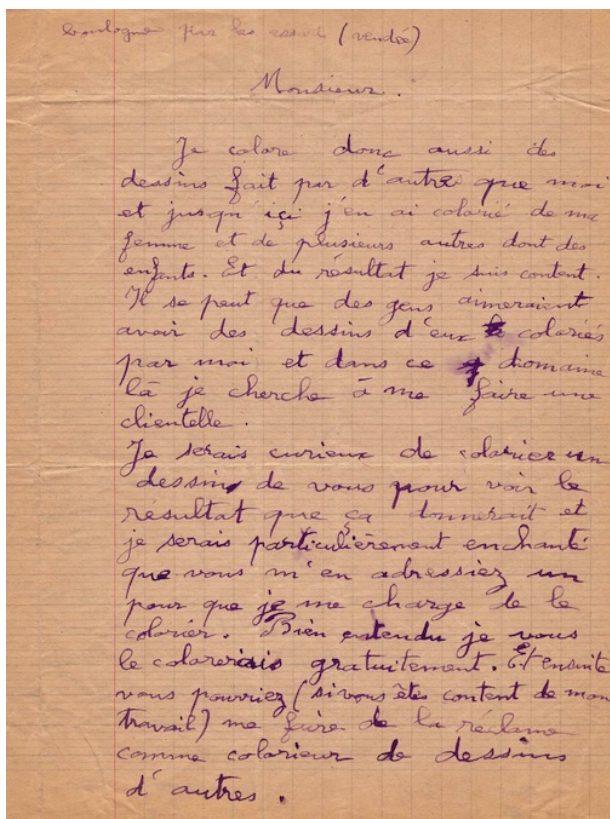 boulogne par les essarts (vendée)
Monsieur.
Je colore donc aussi des
dessins fait par d'autre que moi
et jusqu'içi j'en ai colorié de ma
femme et de plusieurs autres dont des
enfants. Et du résultat je suis content.
Il se peut que des gens aimeraient
avoir des dessins d'eux coloriés
par moi et dans ce domaine
là je cherche à me faire une
clientelle.
Je serais curieux de colorier un
dessins de vous pour voir le
résultat que ça donnerait et
je serais particulièrement enchanté
que vous m'en adressiez un
pour que je me charge de le
colorier. Bien entendu je vous
le colorerais gratuitement. Et ensuite
vous pourriez (si vous êtes content de mon
travail) me faire de la réclame
comme colorieur de dessins
d'autres.